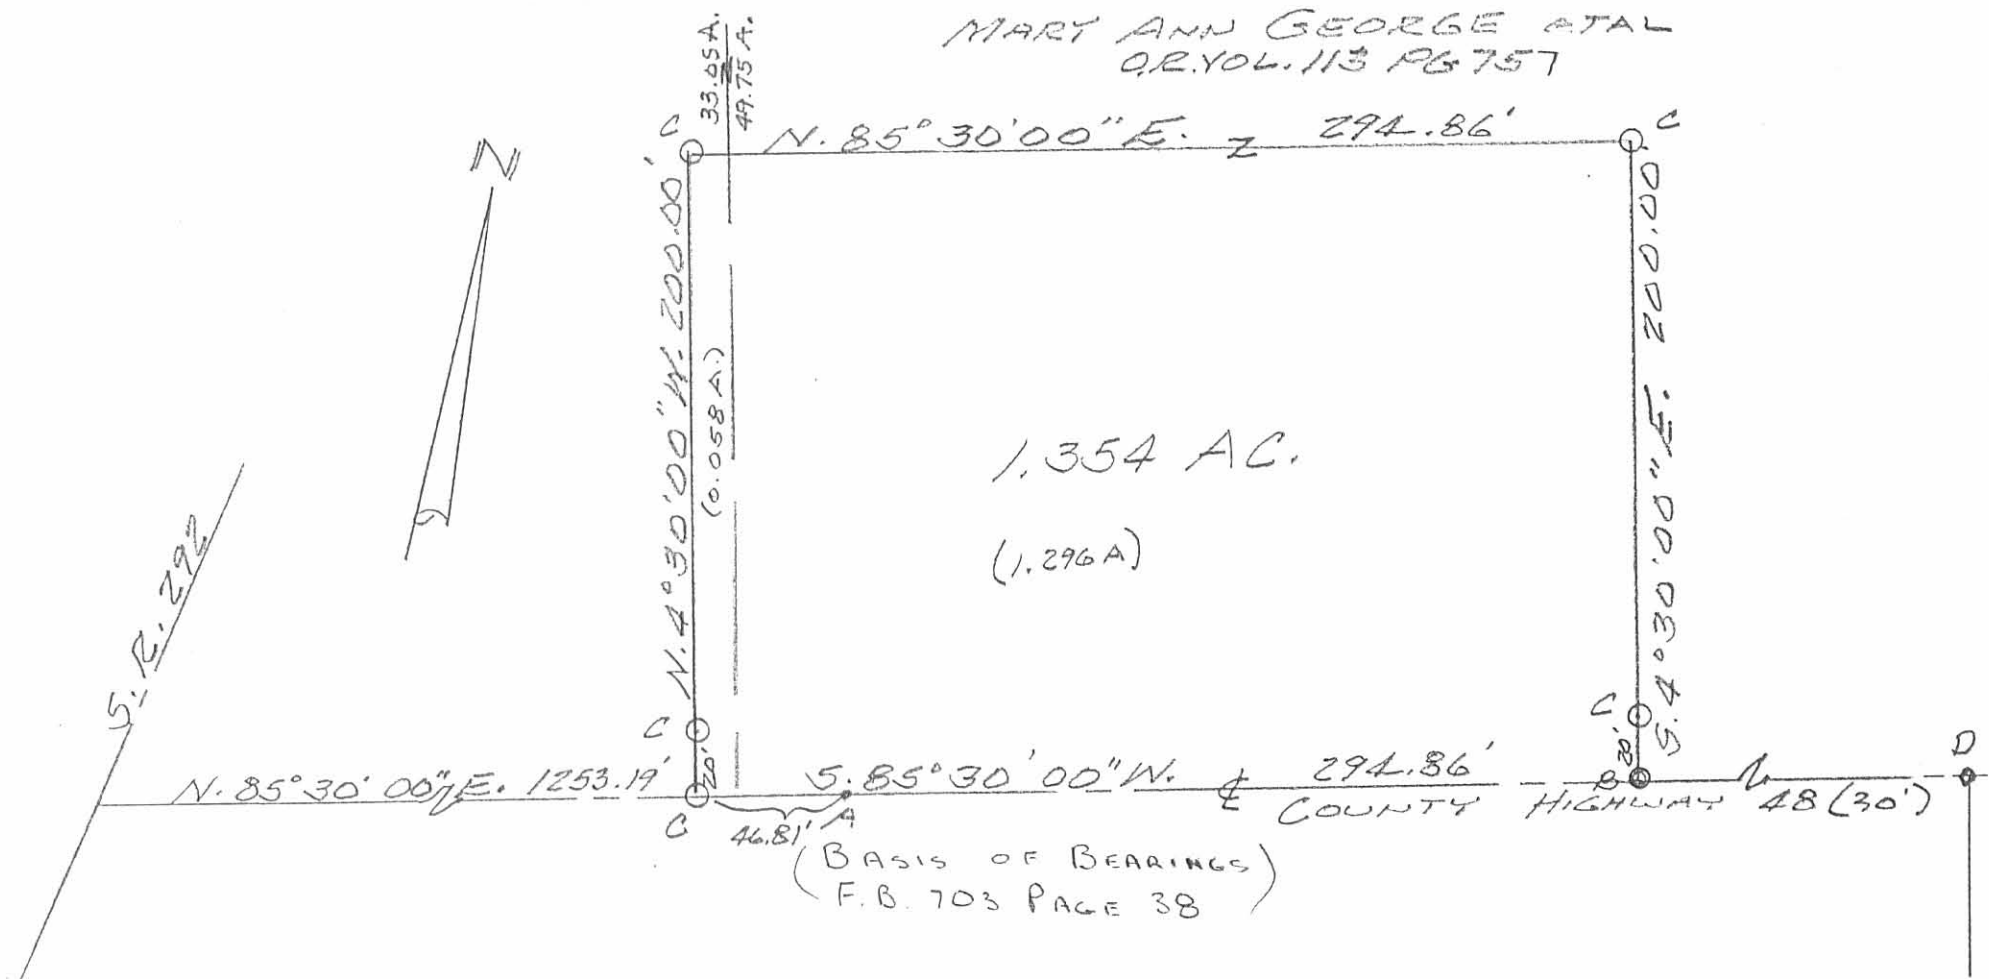 MARY ANN GEORGE ETAL
O.R. VOL. 113 PG 757
33.05 A.
49.75 A.
N
C
N. 85° 30' 00" E. 294.86'
C
N. 4° 30' 00" W. 200.00'
(0.058 A.)
S. 4° 30' 00" E. 200.00'
1.354 AC.
(1.296 A)
S. R. 292
C
20'
C
20'
B
D
N. 85° 30' 00" E. 1253.19'
S. 85° 30' 00" W. 294.86'
C
46.81'
A
COUNTY HIGHWAY 48 (30')
(BASIS OF BEARINGS
F.B. 703 PAGE 38)